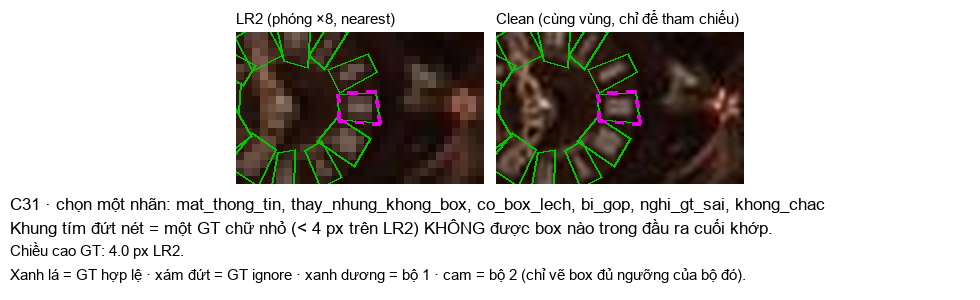 LR2 (phóng ×8, nearest)
Clean (cùng vùng, chỉ để tham chiếu)
C31 · chọn một nhãn: mat_thong_tin, thay_nhung_khong_box, co_box_lech, bi_gop, nghi_gt_sai, khong_chac
Khung tím đứt nét = một GT chữ nhỏ (< 4 px trên LR2) KHÔNG được box nào trong đầu ra cuối khớp.
Chiều cao GT: 4.0 px LR2.
Xanh lá = GT hợp lệ · xám đứt = GT ignore · xanh dương = bộ 1 · cam = bộ 2 (chỉ vẽ box đủ ngưỡng của bộ đó).